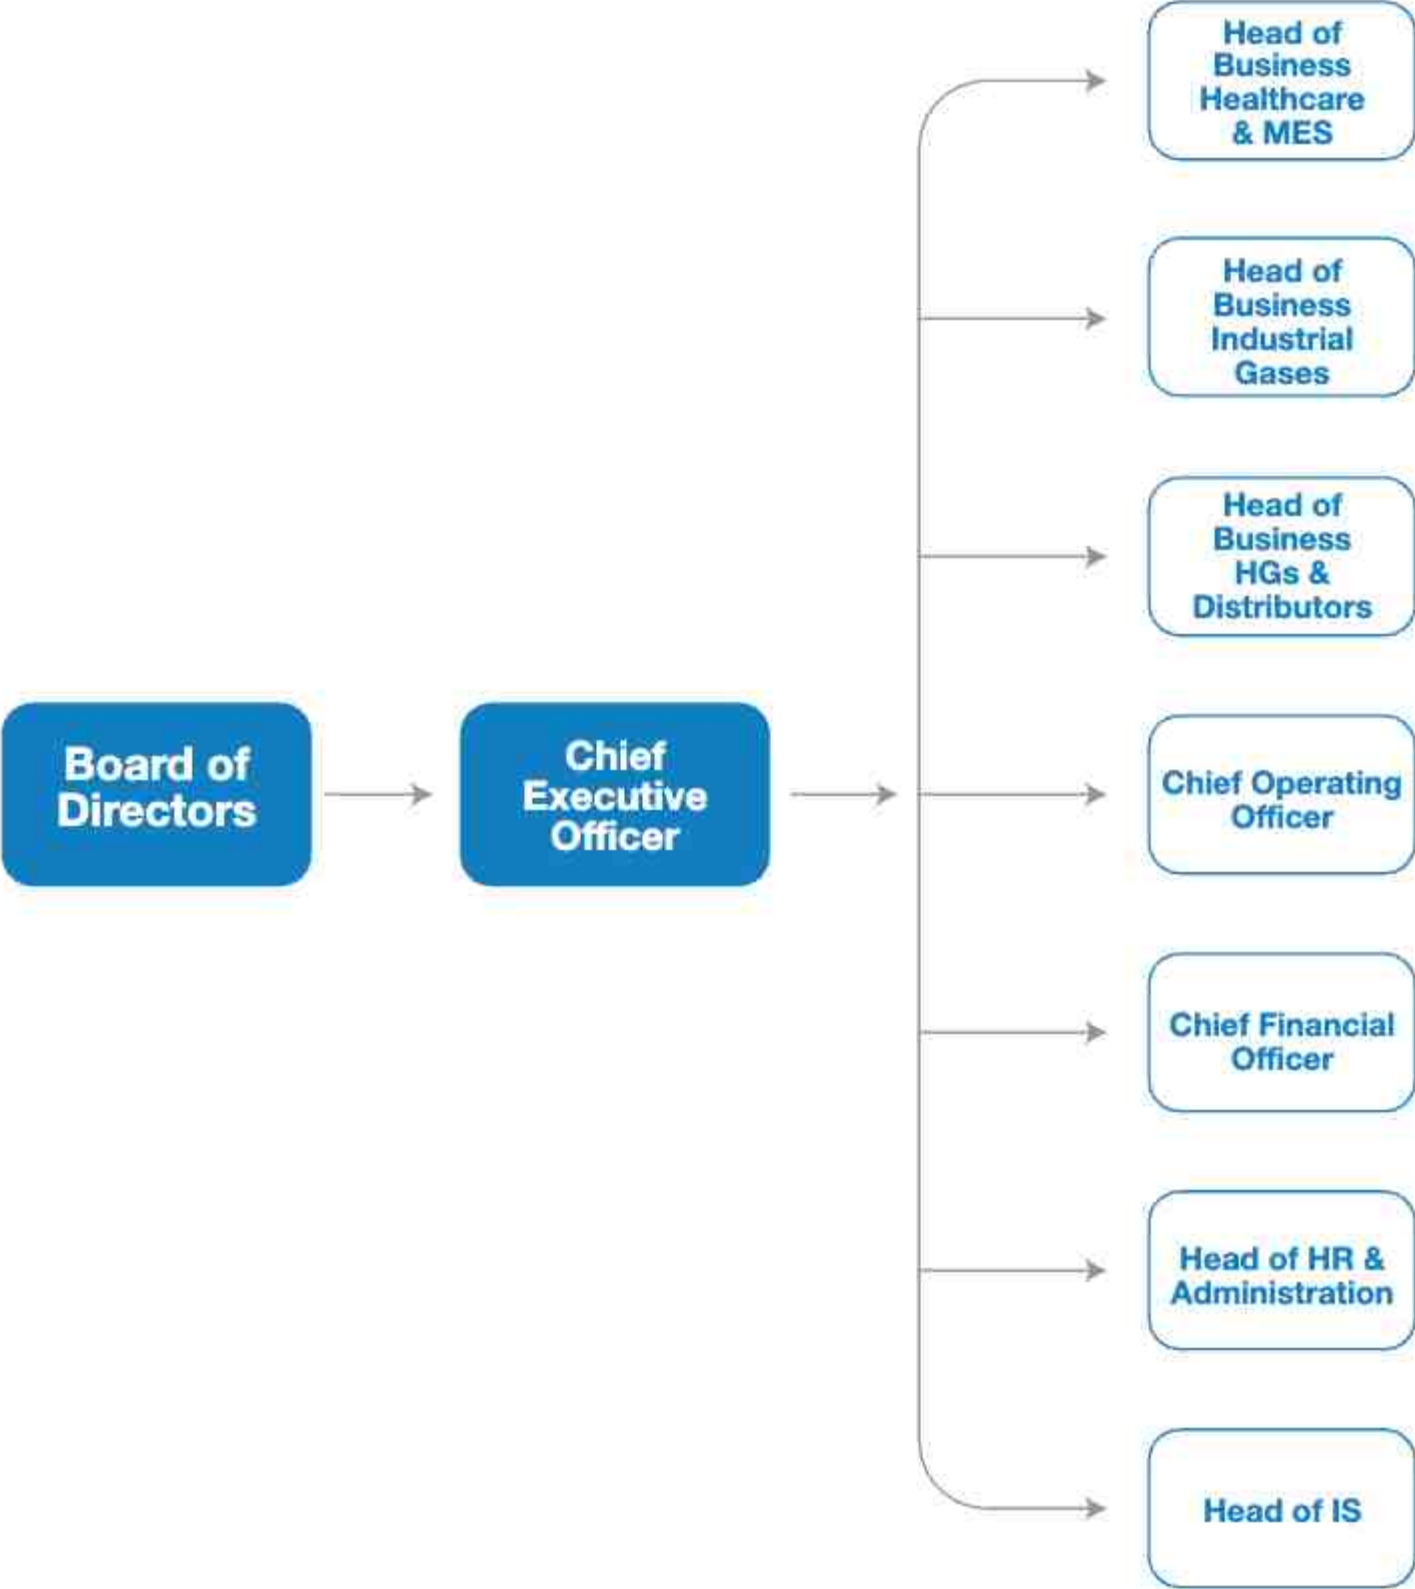 Board of
Directors
Chief
Executive
Officer
Head of
Business
Healthcare
& MES
Head of
Business
Industrial
Gases
Head of
Business
HGs &
Distributors
Chief Operating
Officer
Chief Financial
Officer
Head of HR &
Administration
Head of IS